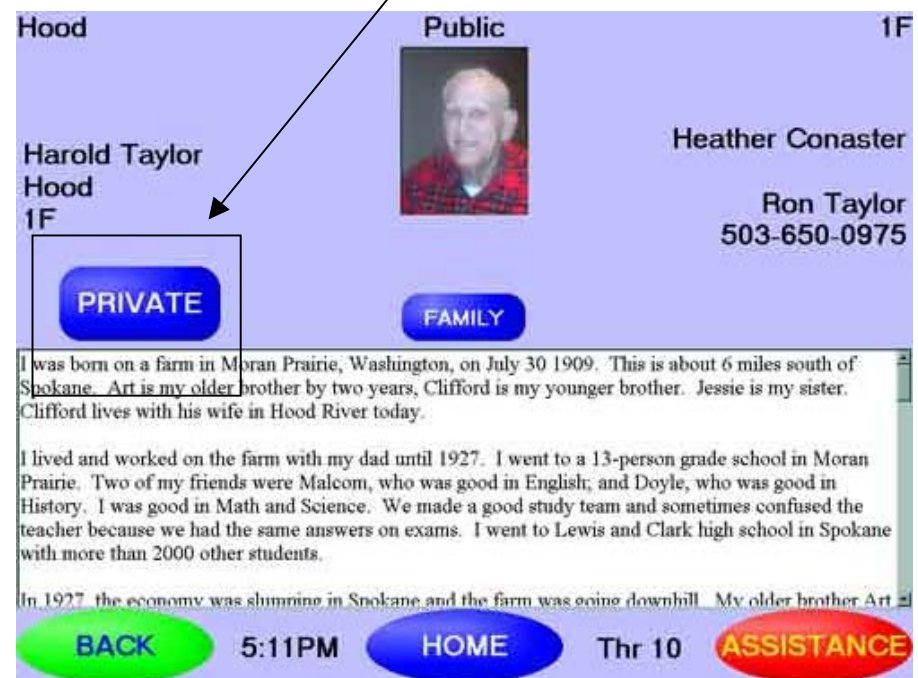 Hood Public 1F
Harold Taylor
Hood
1F
Heather Conaster
Ron Taylor
503-650-0975
PRIVATE
FAMILY
I was born on a farm in Moran Prairie, Washington, on July 30 1909. This is about 6 miles south of
Spokane. Art is my older brother by two years, Clifford is my younger brother. Jessie is my sister.
Clifford lives with his wife in Hood River today.
I lived and worked on the farm with my dad until 1927. I went to a 13-person grade school in Moran
Prairie. Two of my friends were Malcom, who was good in English; and Doyle, who was good in
History. I was good in Math and Science. We made a good study team and sometimes confused the
teacher because we had the same answers on exams. I went to Lewis and Clark high school in Spokane
with more than 2000 other students.
In 1927, the economy was slumping in Spokane and the farm was going downhill. My older brother Art
BACK 5:11PM HOME Thr 10 ASSISTANCE